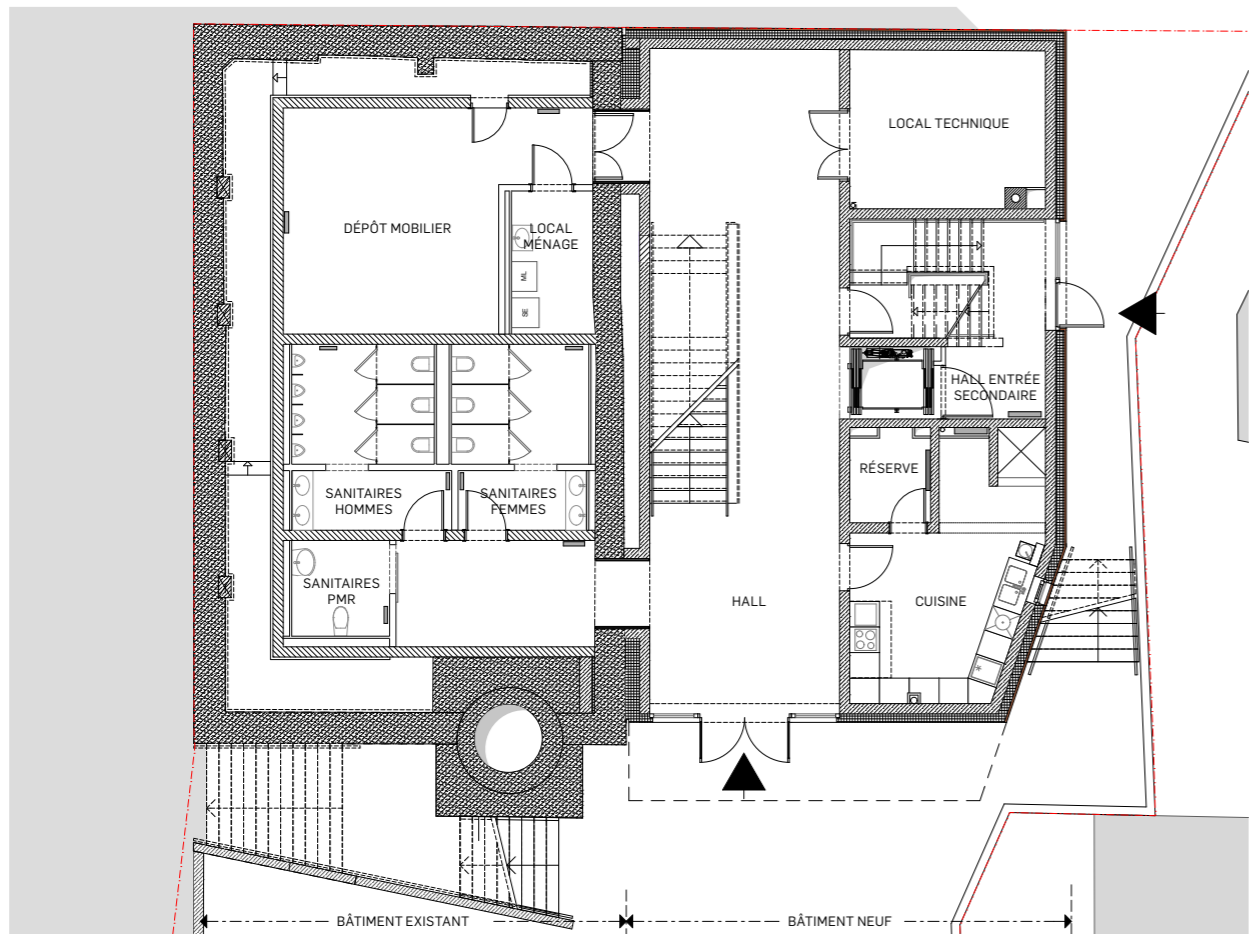 LOCAL TECHNIQUE
DÉPÔT MOBILIER
LOCAL
MÉNAGE
ML
SE
HALL ENTRÉE
SECONDAIRE
RÉSERVE
SANITAIRES
HOMMES
SANITAIRES
FEMMES
SANITAIRES
PMR
HALL
CUISINE
BÂTIMENT EXISTANT
BÂTIMENT NEUF